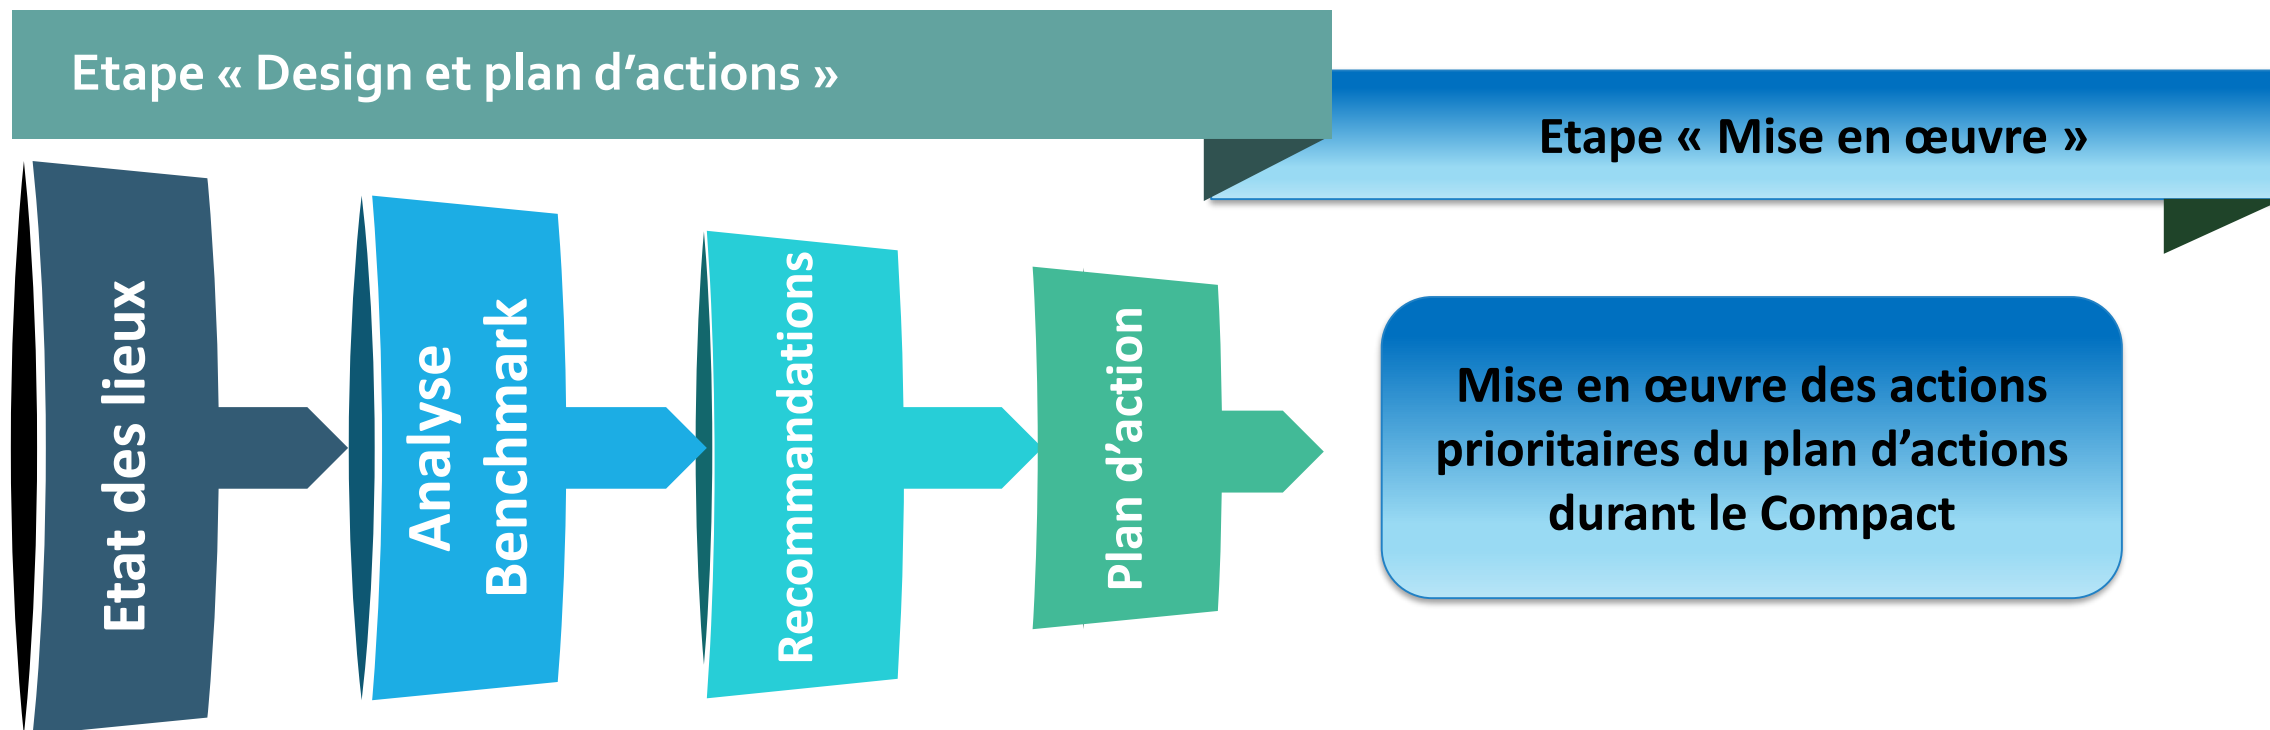 Etape « Design et plan d’actions »
Etape « Mise en œuvre »
Etat des lieux
Analyse
Benchmark
Recommandations
Plan d’action
Mise en œuvre des actions
prioritaires du plan d’actions
durant le Compact